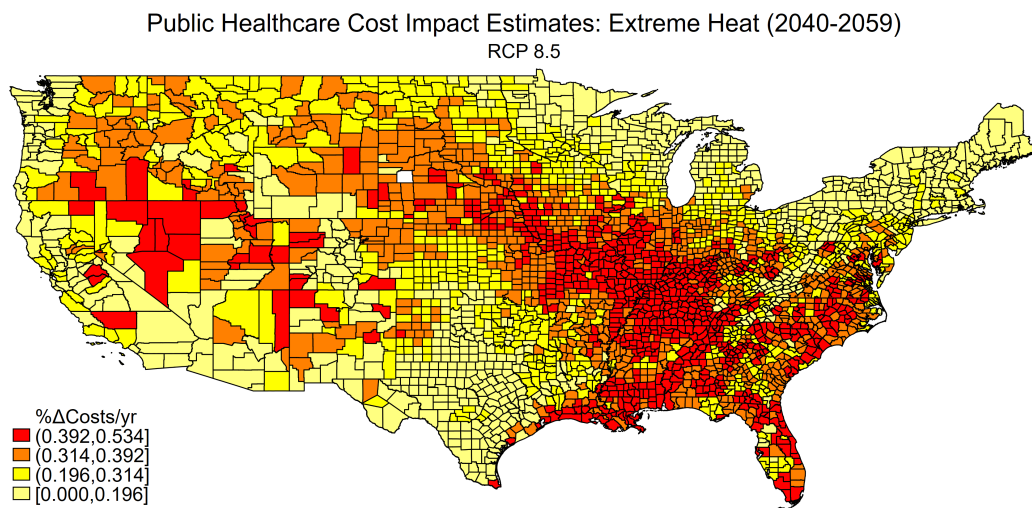 Public Healthcare Cost Impact Estimates: Extreme Heat (2040-2059)
RCP 8.5
%ΔCosts/yr
(0.392,0.534]
(0.314,0.392]
(0.196,0.314]
[0.000,0.196]